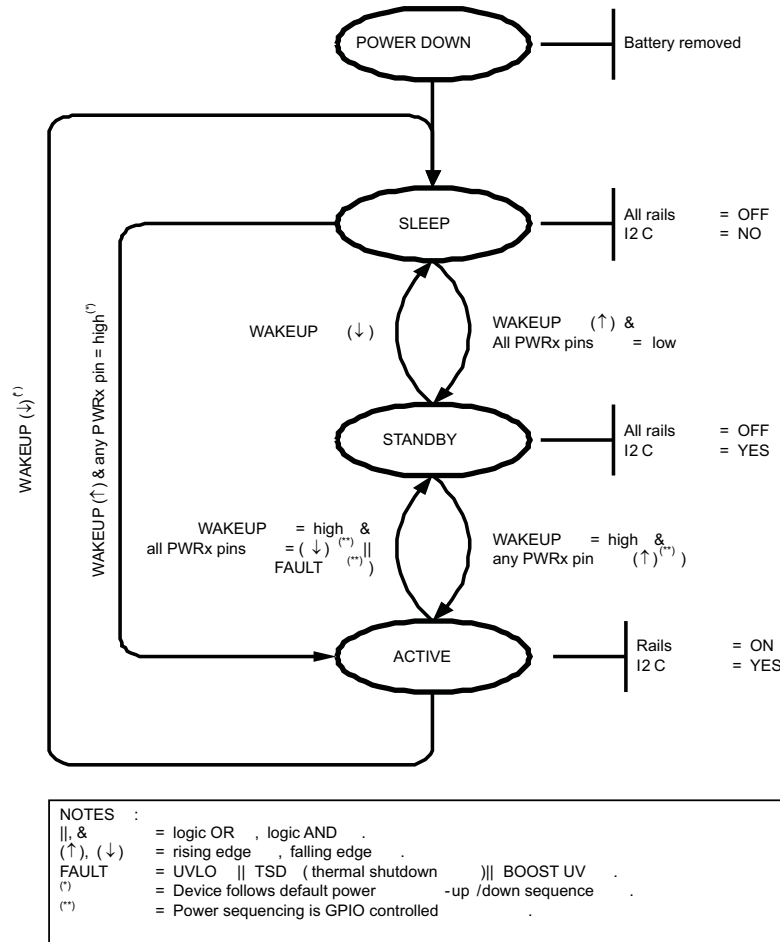 POWER DOWN
Battery removed
SLEEP
All rails = OFF
I2 C = NO
WAKEUP (↓)
WAKEUP (↑) &
All PWRx pins = low
WAKEUP (↓)(*)
WAKEUP (↑) & any PWRx pin = high(*)
STANDBY
All rails = OFF
I2 C = YES
WAKEUP = high &
all PWRx pins = ( ↓ ) (**) ||
FAULT (**) )
WAKEUP = high &
any PWRx pin (↑)(**) )
ACTIVE
Rails = ON
I2 C = YES
NOTES :
||, & = logic OR , logic AND .
(↑), (↓) = rising edge , falling edge .
FAULT = UVLO || TSD ( thermal shutdown )|| BOOST UV .
(*) = Device follows default power -up /down sequence .
(**) = Power sequencing is GPIO controlled .